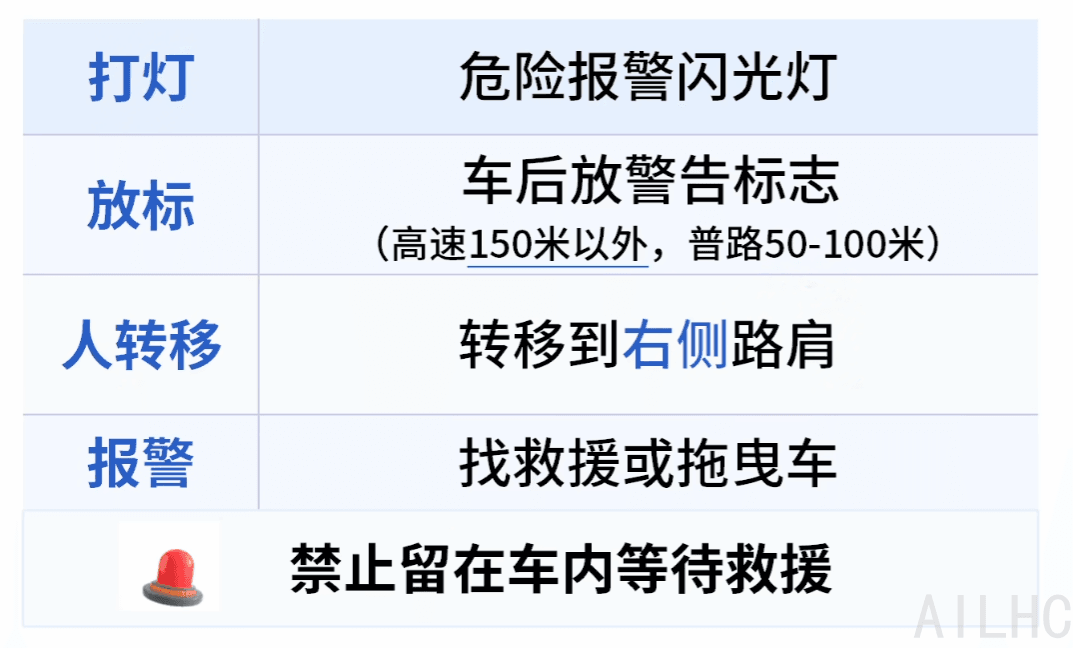 打灯 危险报警闪光灯
放标 车后放警告标志
（高速150米以外，普路50-100米）
人转移 转移到右侧路肩
报警 找救援或拖曳车
禁止留在车内等待救援
AILHC